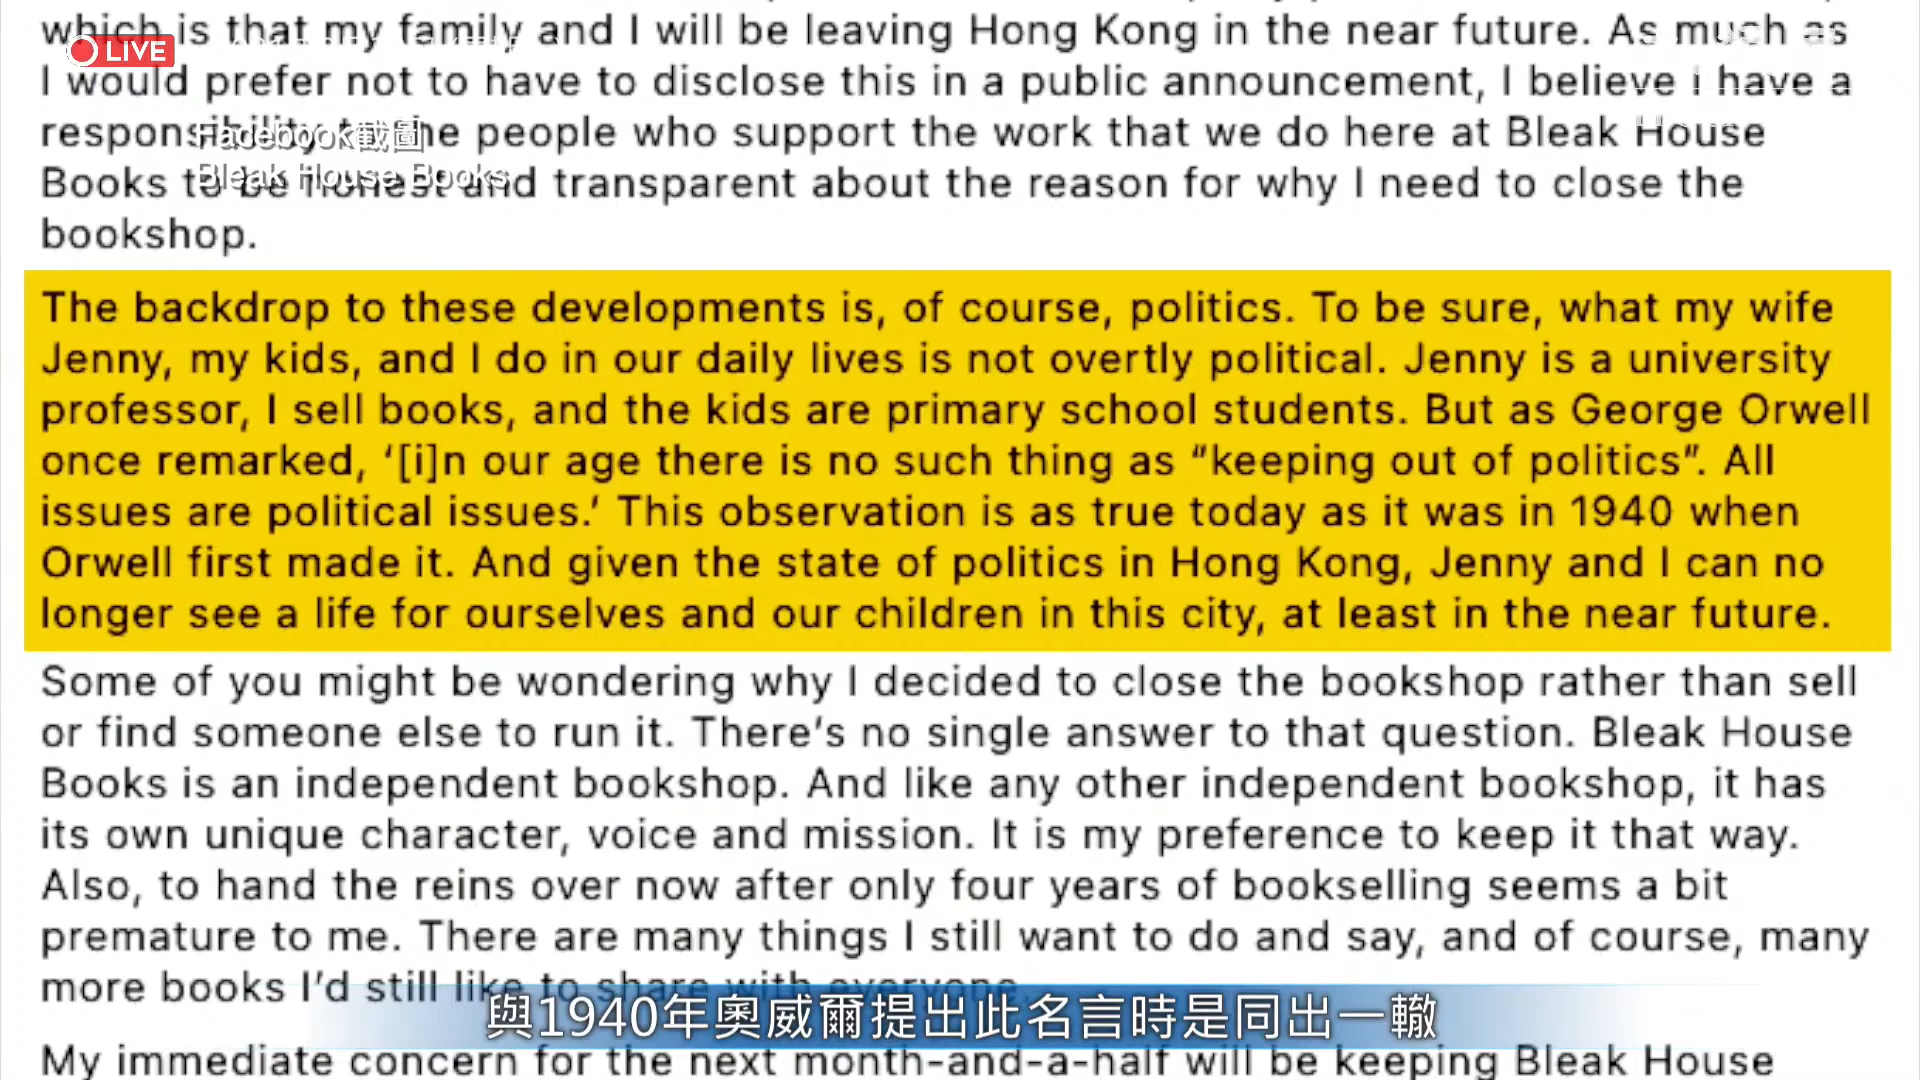 which is that my family and I will be leaving Hong Kong in the near future. As much as
LIVE
I would prefer not to have to disclose this in a public announcement, I believe I have a
responsibility to the people who support the work that we do here at Bleak House
Facebook截圖
Books to be honest and transparent about the reason for why I need to close the
Bleak House Books
bookshop.
The backdrop to these developments is, of course, politics. To be sure, what my wife
Jenny, my kids, and I do in our daily lives is not overtly political. Jenny is a university
professor, I sell books, and the kids are primary school students. But as George Orwell
once remarked, ‘[i]n our age there is no such thing as “keeping out of politics”. All
issues are political issues.’ This observation is as true today as it was in 1940 when
Orwell first made it. And given the state of politics in Hong Kong, Jenny and I can no
longer see a life for ourselves and our children in this city, at least in the near future.
Some of you might be wondering why I decided to close the bookshop rather than sell
or find someone else to run it. There’s no single answer to that question. Bleak House
Books is an independent bookshop. And like any other independent bookshop, it has
its own unique character, voice and mission. It is my preference to keep it that way.
Also, to hand the reins over now after only four years of bookselling seems a bit
premature to me. There are many things I still want to do and say, and of course, many
more books I’d still like to share with everyone.
與1940年奧威爾提出此名言時是同出一轍
My immediate concern for the next month-and-a-half will be keeping Bleak House